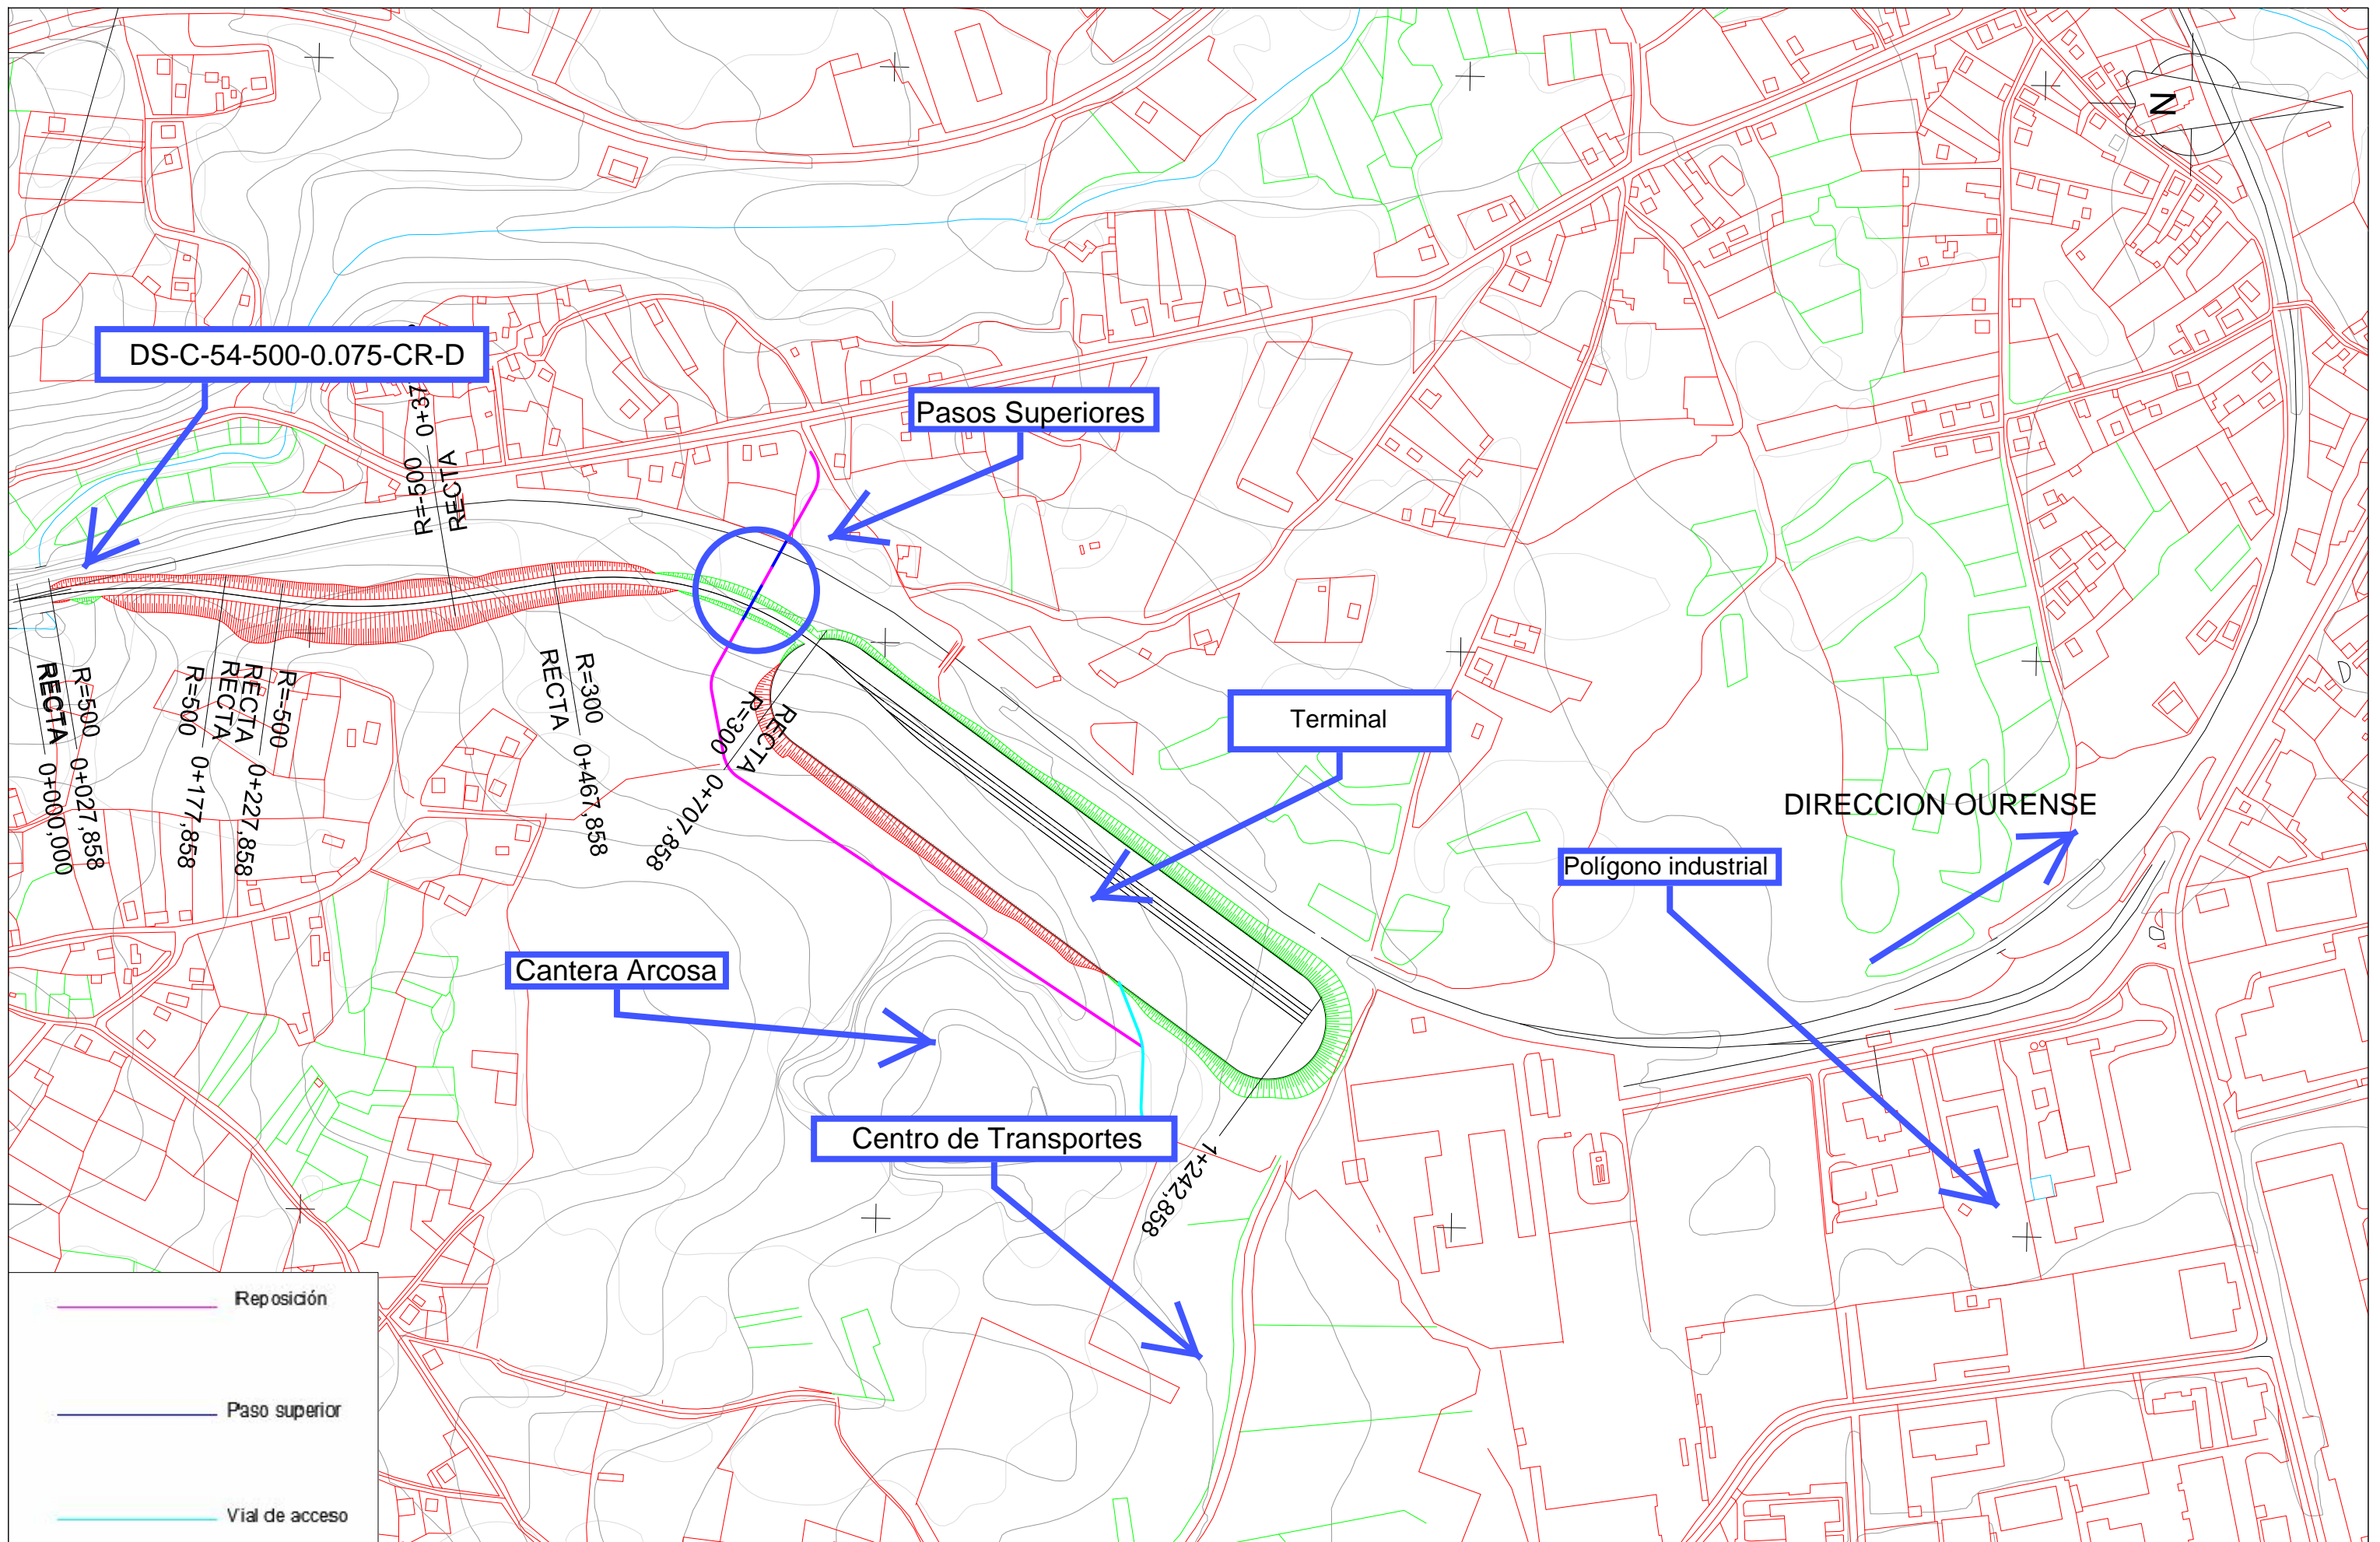 N
DS-C-54-500-0.075-CR-D
Pasos Superiores
R=-500
RECTA
RECTA
R=500
0+000,000
0+027,858
R=500
RECTA
0+177,858
RECTA
R=-500
0+227,858
RECTA
R=300
0+467,858
R=300
RECTA
0+707,858
Terminal
DIRECCION OURENSE
Polígono industrial
Cantera Arcosa
Centro de Transportes
1+242,858
Reposición
Paso superior
Vial de acceso